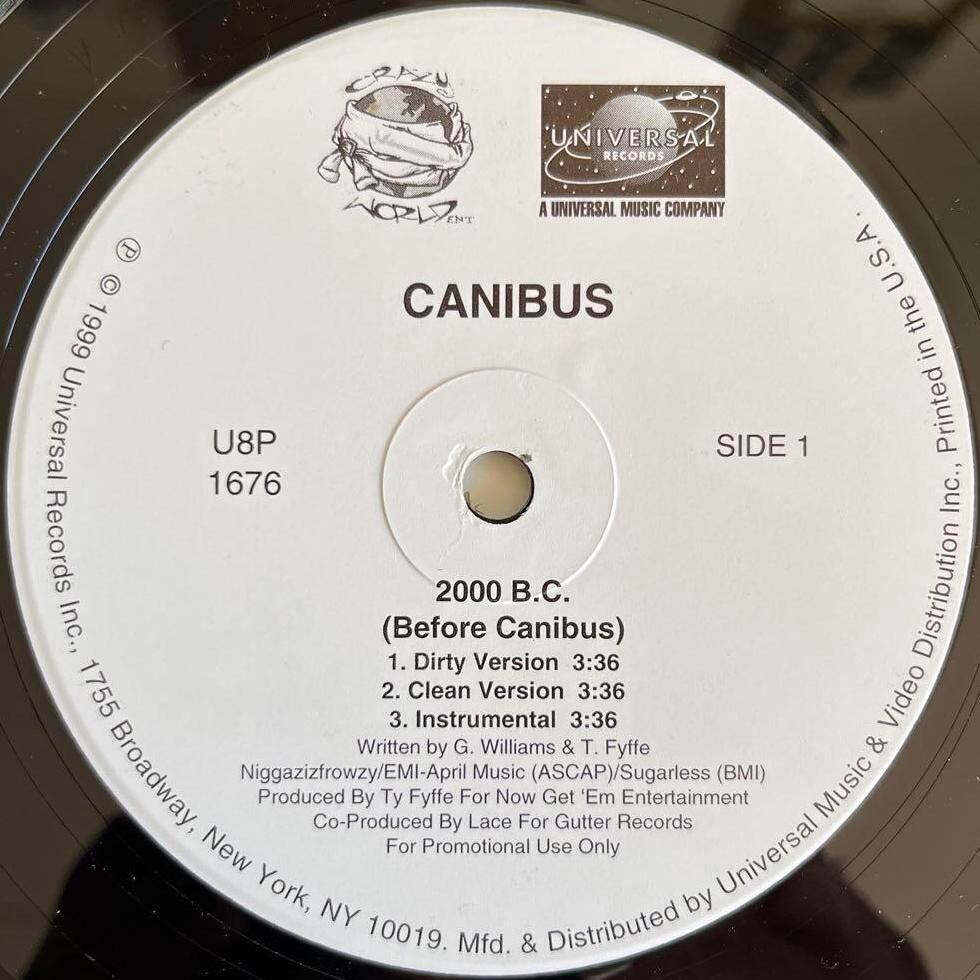 CRAZY
WORLD ENT
UNIVERSAL
RECORDS
A UNIVERSAL MUSIC COMPANY
CANIBUS
U8P
1676
SIDE 1
2000 B.C.
(Before Canibus)
1. Dirty Version 3:36
2. Clean Version 3:36
3. Instrumental 3:36
Written by G. Williams & T. Fyffe
Niggazizfrowzy/EMI-April Music (ASCAP)/Sugarless (BMI)
Produced By Ty Fyffe For Now Get 'Em Entertainment
Co-Produced By Lace For Gutter Records
For Promotional Use Only
℗ © 1999 Universal Records Inc., 1755 Broadway, New York, NY 10019. Mfd. & Distributed by Universal Music & Video Distribution Inc., Printed in the U.S.A.